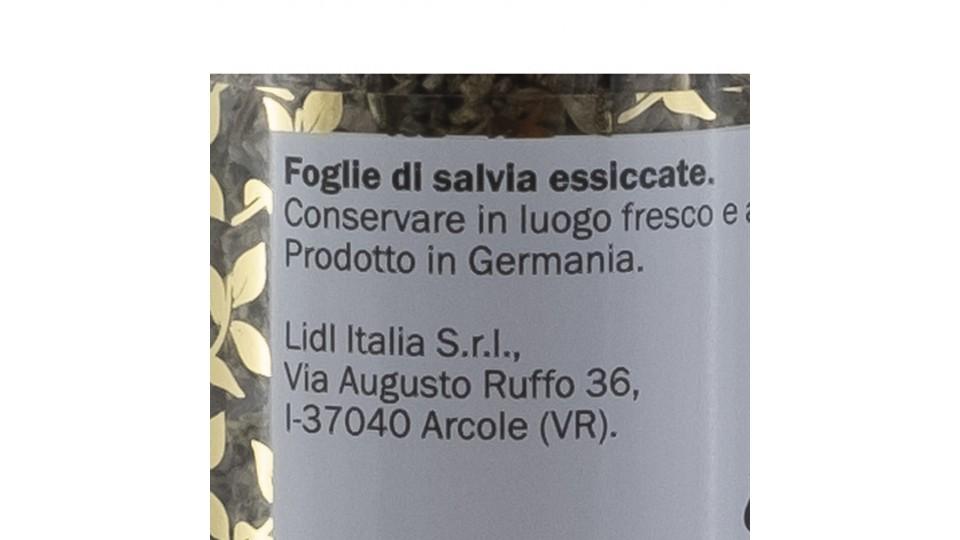 Foglie di salvia essiccate.
Conservare in luogo fresco e
Prodotto in Germania.
Lidl Italia S.r.l.,
Via Augusto Ruffo 36,
I-37040 Arcole (VR).